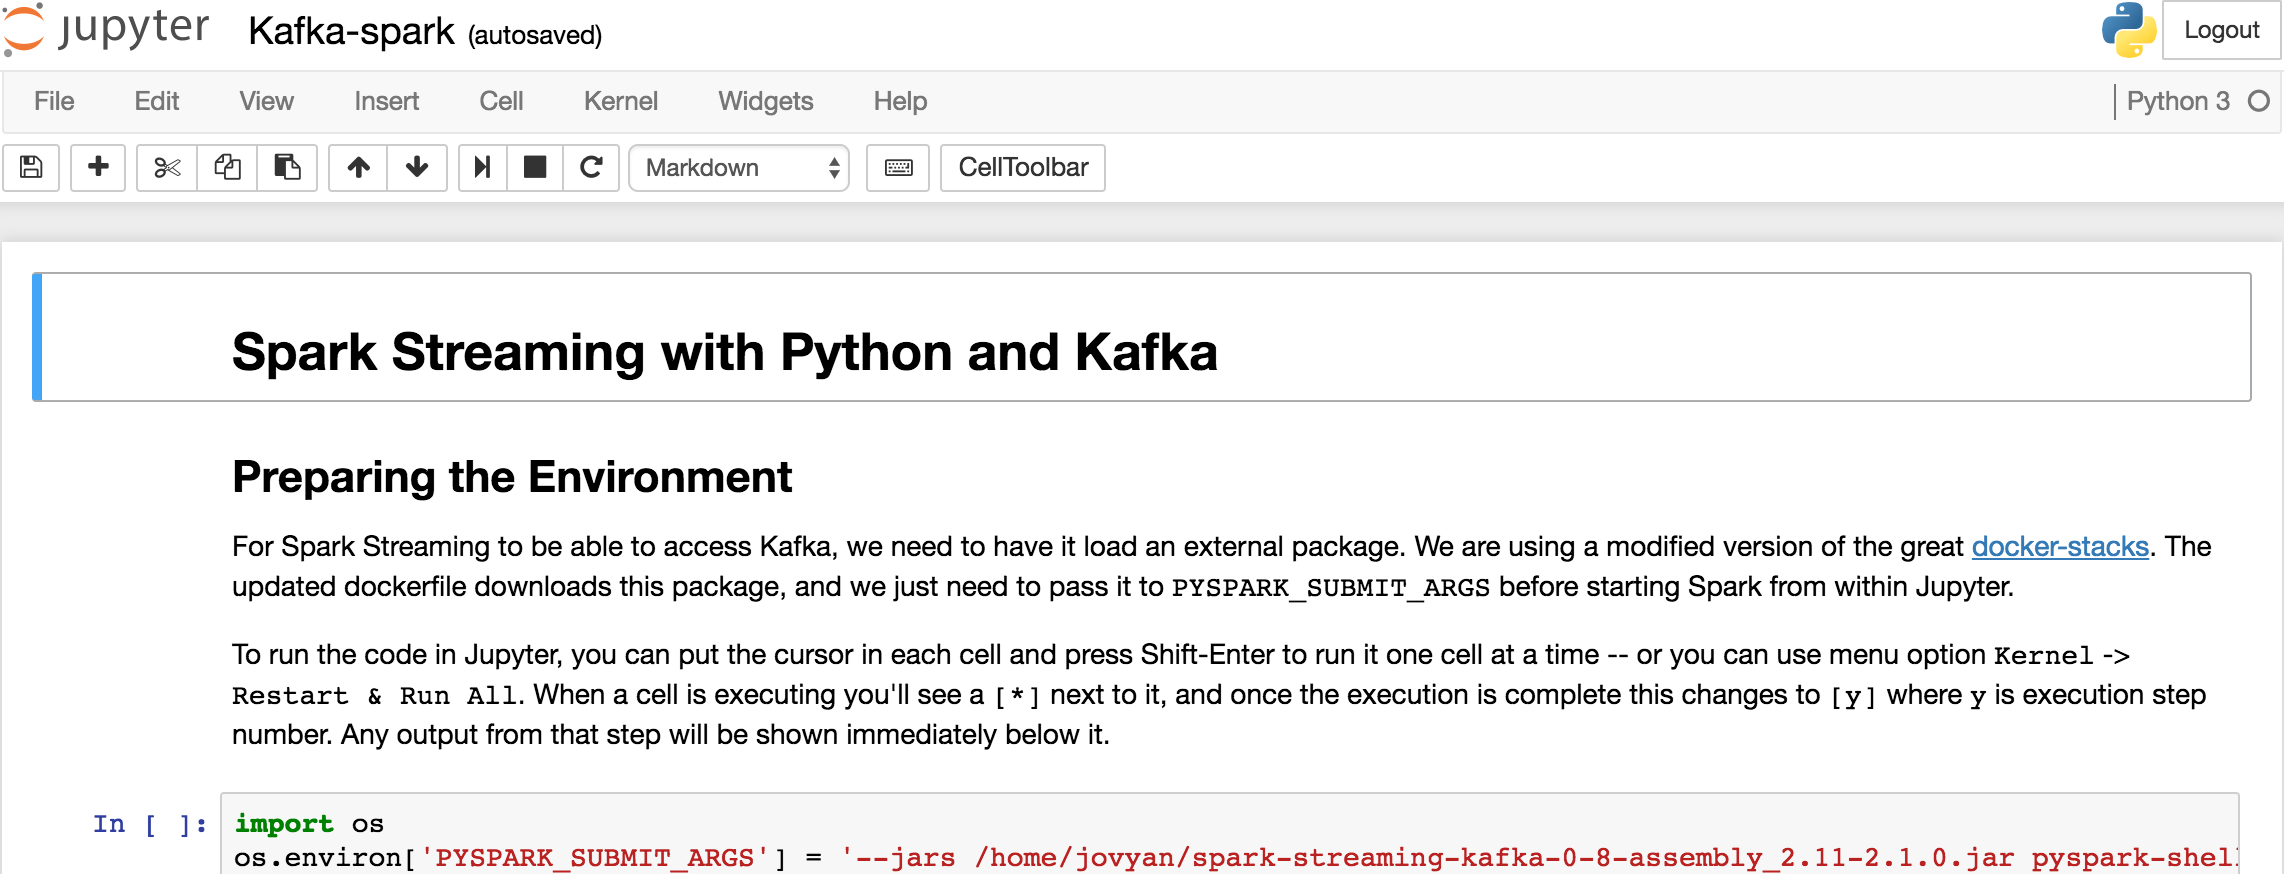 jupyter Kafka-spark (autosaved) Logout
File Edit View Insert Cell Kernel Widgets Help Python 3
Markdown CellToolbar
Spark Streaming with Python and Kafka
Preparing the Environment
For Spark Streaming to be able to access Kafka, we need to have it load an external package. We are using a modified version of the great docker-stacks. The
updated dockerfile downloads this package, and we just need to pass it to PYSPARK_SUBMIT_ARGS before starting Spark from within Jupyter.
To run the code in Jupyter, you can put the cursor in each cell and press Shift-Enter to run it one cell at a time -- or you can use menu option Kernel ->
Restart & Run All. When a cell is executing you'll see a [*] next to it, and once the execution is complete this changes to [y] where y is execution step
number. Any output from that step will be shown immediately below it.
In [ ]: import os
os.environ['PYSPARK_SUBMIT_ARGS'] = '--jars /home/jovyan/spark-streaming-kafka-0-8-assembly_2.11-2.1.0.jar pyspark-shell